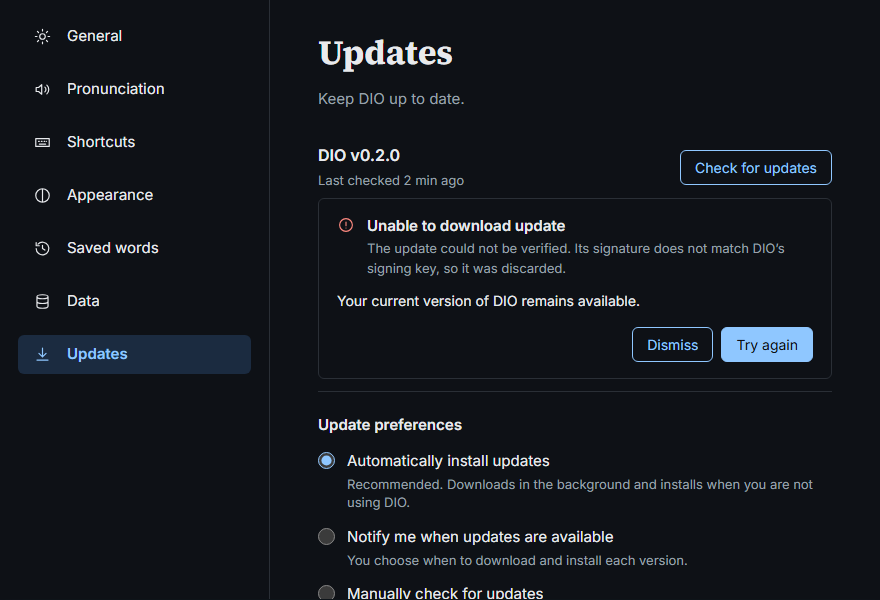 General
Pronunciation
Shortcuts
Appearance
Saved words
Data
Updates
Updates
Keep DIO up to date.
DIO v0.2.0
Last checked 2 min ago
Check for updates
Unable to download update
The update could not be verified. Its signature does not match DIO’s
signing key, so it was discarded.
Your current version of DIO remains available.
Dismiss
Try again
Update preferences
Automatically install updates
Recommended. Downloads in the background and installs when you are not
using DIO.
Notify me when updates are available
You choose when to download and install each version.
Manually check for updates